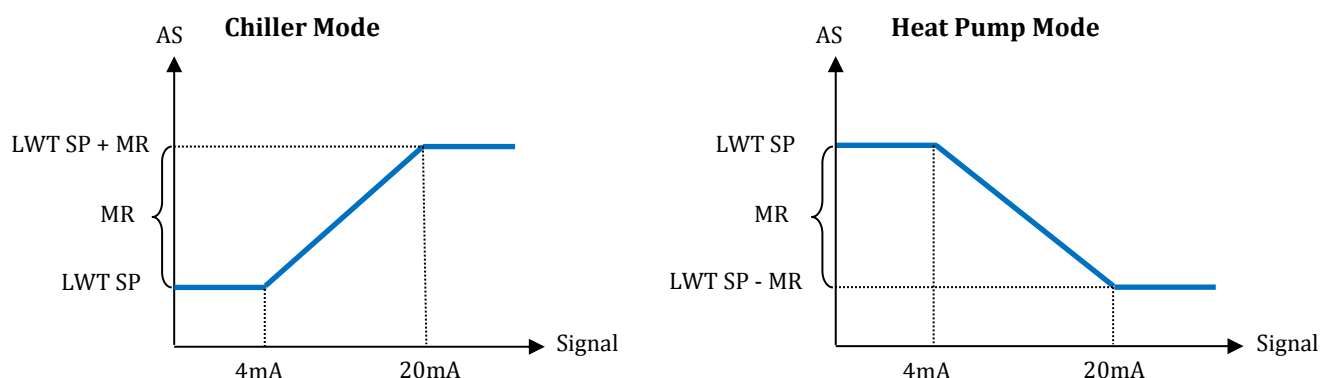 Chiller Mode
AS
LWT SP + MR
MR
LWT SP
Signal
4mA
20mA
Heat Pump Mode
AS
LWT SP
MR
LWT SP - MR
Signal
4mA
20mA